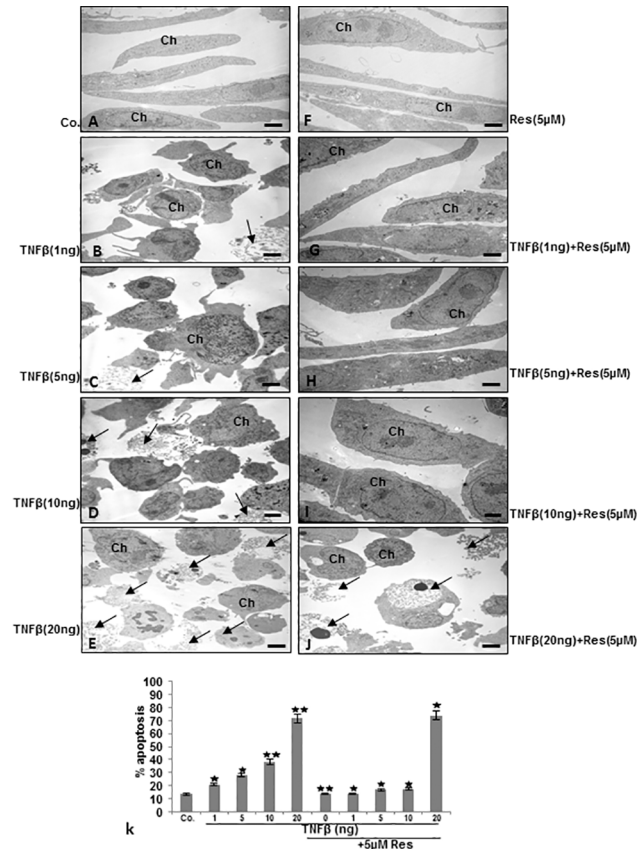 Ch
Ch
Co.
A
Ch
Ch
F
Res(5µM)
Ch
Ch
TNFβ(1ng)
B
Ch
Ch
G
TNFβ(1ng)+Res(5µM)
Ch
TNFβ(5ng)
C
Ch
H
TNFβ(5ng)+Res(5µM)
Ch
TNFβ(10ng)
D
Ch
Ch
I
TNFβ(10ng)+Res(5µM)
Ch
Ch
TNFβ(20ng)
E
Ch
Ch
J
TNFβ(20ng)+Res(5µM)
% apoptosis
100
90
80
70
60
50
40
30
20
10
0
★ ★ ★★ ★★ ★★ ★ ★ ★ ★
Co. 1 5 10 20 0 1 5 10 20
TNFβ (ng)
+5µM Res
k